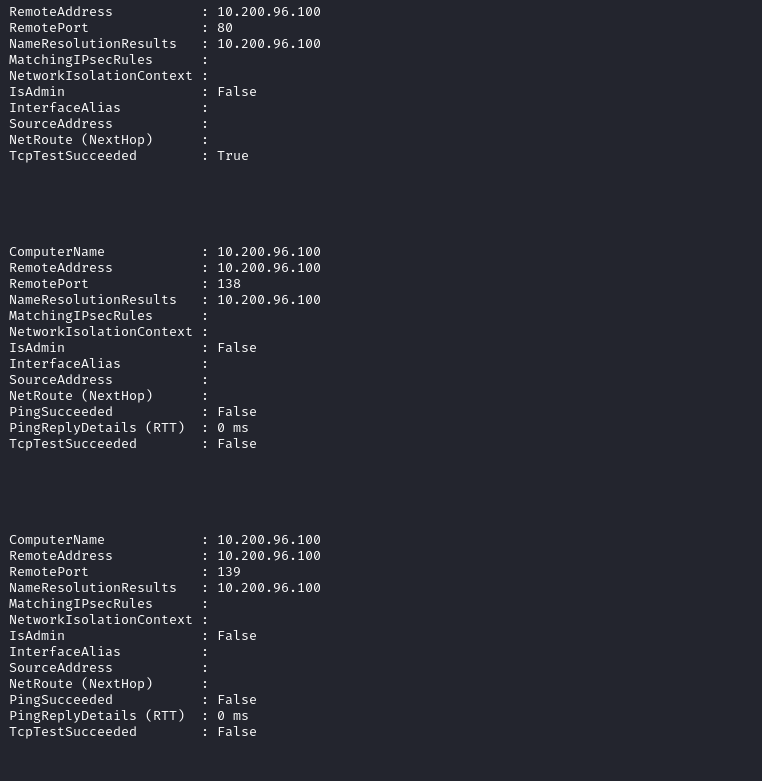 RemoteAddress           : 10.200.96.100
RemotePort              : 80
NameResolutionResults   : 10.200.96.100
MatchingIPsecRules      :
NetworkIsolationContext :
IsAdmin                 : False
InterfaceAlias          :
SourceAddress           :
NetRoute (NextHop)      :
TcpTestSucceeded        : True
ComputerName            : 10.200.96.100
RemoteAddress           : 10.200.96.100
RemotePort              : 138
NameResolutionResults   : 10.200.96.100
MatchingIPsecRules      :
NetworkIsolationContext :
IsAdmin                 : False
InterfaceAlias          :
SourceAddress           :
NetRoute (NextHop)      :
PingSucceeded           : False
PingReplyDetails (RTT)  : 0 ms
TcpTestSucceeded        : False
ComputerName            : 10.200.96.100
RemoteAddress           : 10.200.96.100
RemotePort              : 139
NameResolutionResults   : 10.200.96.100
MatchingIPsecRules      :
NetworkIsolationContext :
IsAdmin                 : False
InterfaceAlias          :
SourceAddress           :
NetRoute (NextHop)      :
PingSucceeded           : False
PingReplyDetails (RTT)  : 0 ms
TcpTestSucceeded        : False